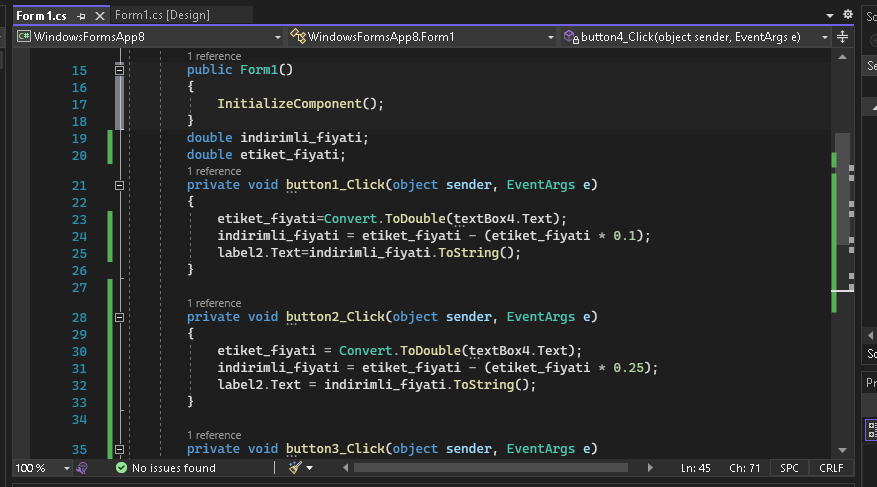 Form1.cs Form1.cs [Design]
C# WindowsFormsApp8 WindowsFormsApp8.Form1 button4_Click(object sender, EventArgs e)
1 reference
15 public Form1()
16 {
17 InitializeComponent();
18 }
19 double indirimli_fiyati;
20 double etiket_fiyati;
1 reference
21 private void button1_Click(object sender, EventArgs e)
22 {
23 etiket_fiyati=Convert.ToDouble(textBox4.Text);
24 indirimli_fiyati = etiket_fiyati - (etiket_fiyati * 0.1);
25 label2.Text=indirimli_fiyati.ToString();
26 }
27
1 reference
28 private void button2_Click(object sender, EventArgs e)
29 {
30 etiket_fiyati = Convert.ToDouble(textBox4.Text);
31 indirimli_fiyati = etiket_fiyati - (etiket_fiyati * 0.25);
32 label2.Text = indirimli_fiyati.ToString();
33 }
34
1 reference
35 private void button3_Click(object sender, EventArgs e)
100 % No issues found Ln: 45 Ch: 71 SPC CRLF
So
Se
So
Pr